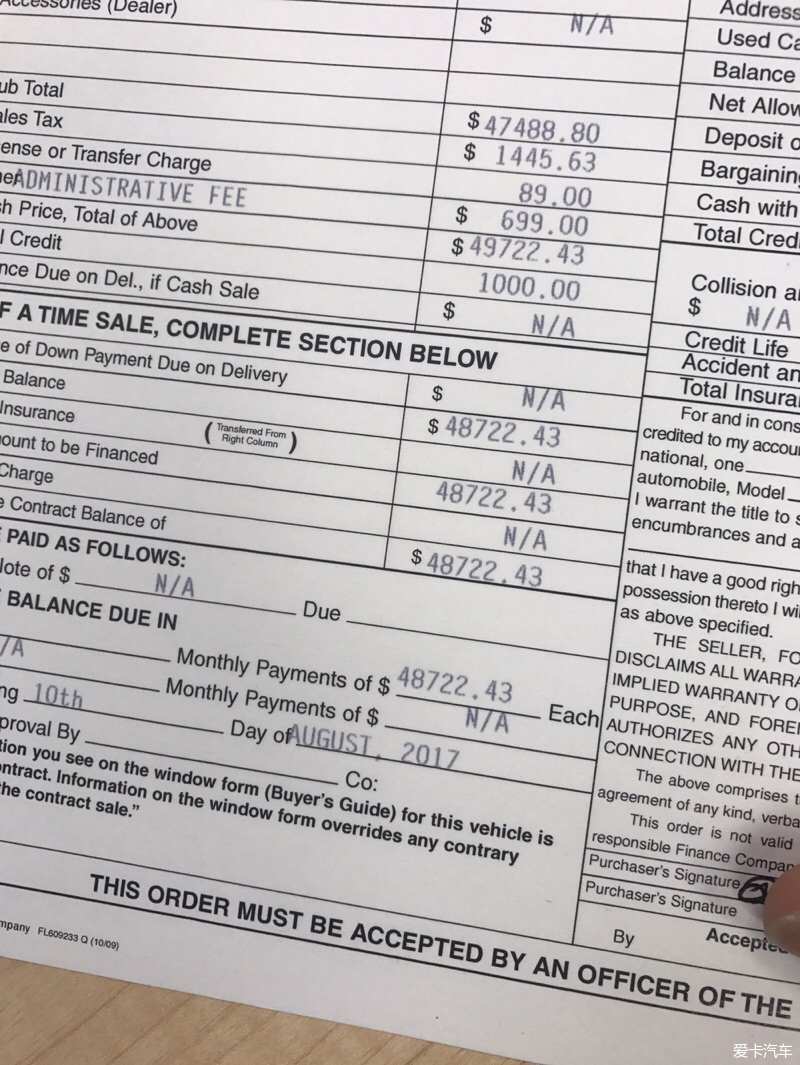 Accessories (Dealer) $ N/A
ub Total $ 47488.80
ales Tax $ 1445.63
ense or Transfer Charge 89.00
her ADMINISTRATIVE FEE $ 699.00
h Price, Total of Above $ 49722.43
l Credit 1000.00
nce Due on Del., if Cash Sale $ N/A
F A TIME SALE, COMPLETE SECTION BELOW
e of Down Payment Due on Delivery $ N/A
Balance $ 48722.43
Insurance (Transferred From Right Column) N/A
ount to be Financed 48722.43
Charge N/A
e Contract Balance of $ 48722.43
PAID AS FOLLOWS:
Note of $ N/A Due
BALANCE DUE IN
/A Monthly Payments of $ 48722.43
Monthly Payments of $ N/A Each
ng 10th Day of AUGUST, 2017
proval By Co:
tion you see on the window form (Buyer's Guide) for this vehicle is
ontract. Information on the window form overrides any contrary
the contract sale."
THIS ORDER MUST BE ACCEPTED BY AN OFFICER OF THE
mpany FL609233 Q (10/09)
Address
Used Ca
Balance
Net Allow
Deposit o
Bargaining
Cash with
Total Credi
Collision a
$ N/A
Credit Life
Accident an
Total Insura
For and in cons
credited to my accou
national, one
automobile, Model
I warrant the title to s
encumbrances and a
that I have a good righ
possession thereto I wi
as above specified.
THE SELLER, FO
DISCLAIMS ALL WARRA
IMPLIED WARRANTY O
PURPOSE, AND FOREI
AUTHORIZES ANY OTH
CONNECTION WITH THE
The above comprises t
agreement of any kind, verba
This order is not valid
responsible Finance Compan
Purchaser's Signature
Purchaser's Signature
By Accepte
爱卡汽车